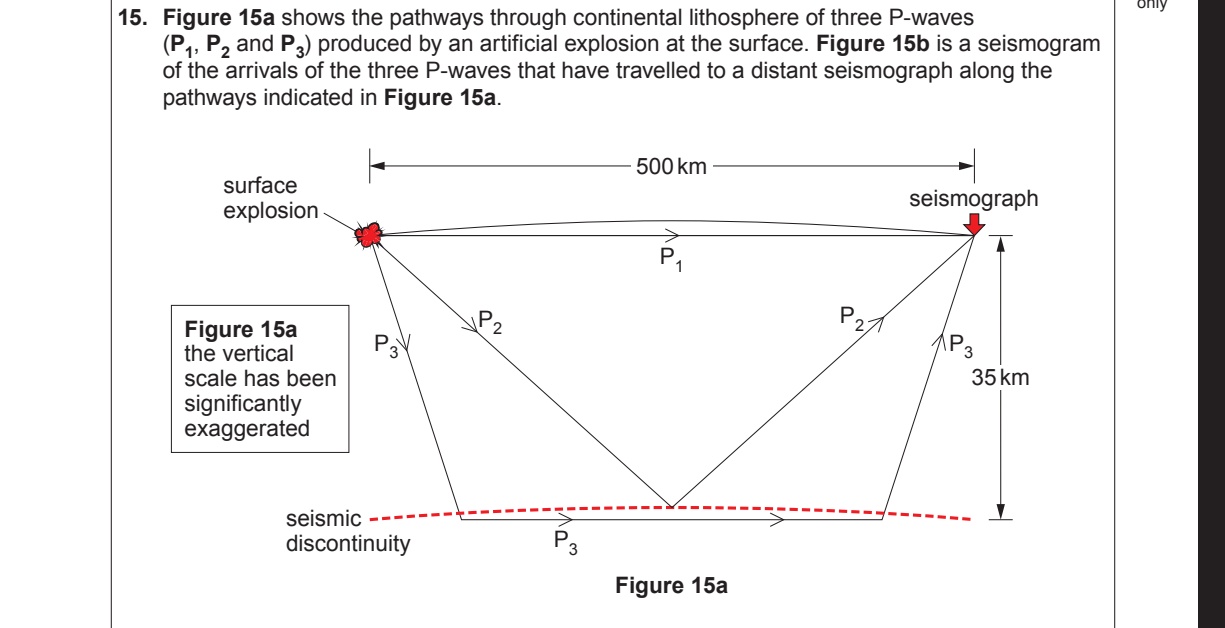 only
15. Figure 15a shows the pathways through continental lithosphere of three P-waves
(P₁, P₂ and P₃) produced by an artificial explosion at the surface. Figure 15b is a seismogram
of the arrivals of the three P-waves that have travelled to a distant seismograph along the
pathways indicated in Figure 15a.
500 km
surface
explosion
seismograph
P₁
P₂
P₂
P₃
P₃
35 km
Figure 15a
the vertical
scale has been
significantly
exaggerated
seismic
discontinuity
P₃
Figure 15a